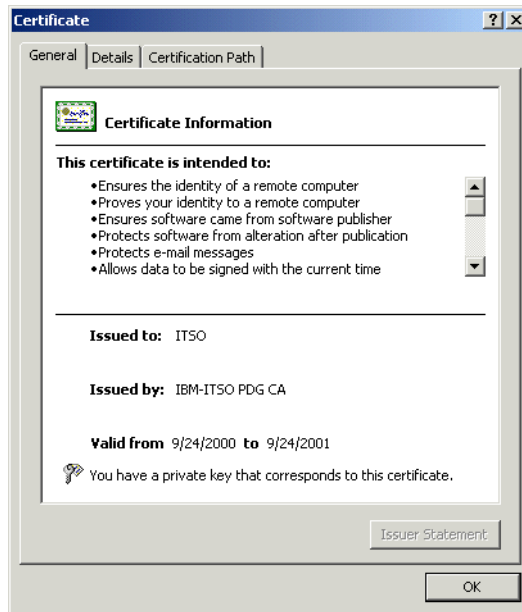 Certificate
General Details Certification Path
Certificate Information
This certificate is intended to:
•Ensures the identity of a remote computer
•Proves your identity to a remote computer
•Ensures software came from software publisher
•Protects software from alteration after publication
•Protects e-mail messages
•Allows data to be signed with the current time
Issued to: ITSO
Issued by: IBM-ITSO PDG CA
Valid from 9/24/2000 to 9/24/2001
You have a private key that corresponds to this certificate.
Issuer Statement
OK